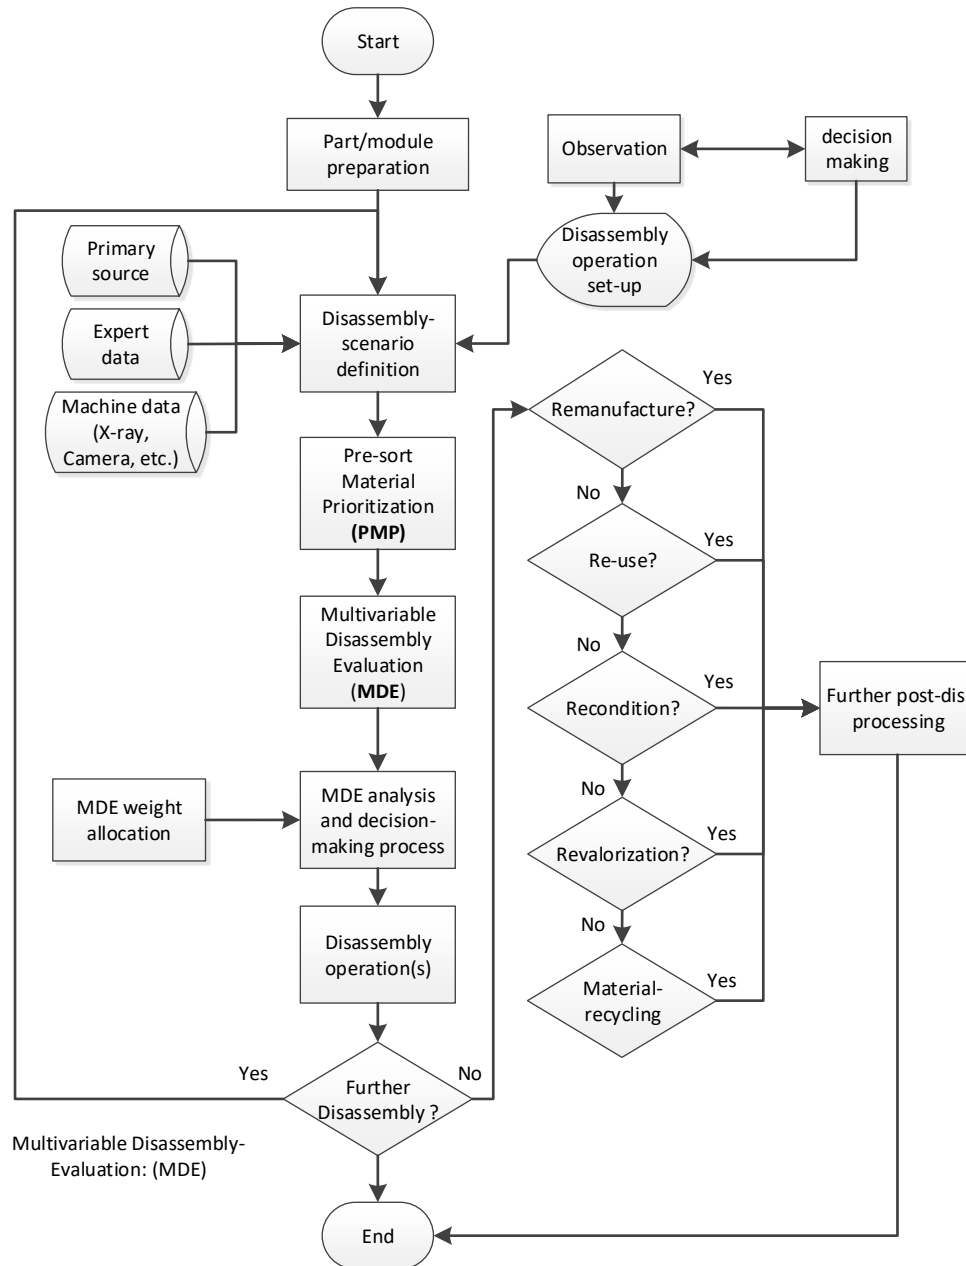 Start
Part/module
preparation
Observation
decision
making
Primary
source
Disassembly
operation
set-up
Expert
data
Disassembly-
scenario
definition
Machine data
(X-ray,
Camera, etc.)
Pre-sort
Material
Prioritization
(PMP)
Multivariable
Disassembly
Evaluation
(MDE)
MDE weight
allocation
MDE analysis
and decision-
making process
Disassembly
operation(s)
Yes
Further
Disassembly ?
No
Remanufacture?
Yes
No
Re-use?
Yes
No
Recondition?
Yes
No
Revalorization?
Yes
No
Material-
recycling
Yes
Further post-dis
processing
Multivariable Disassembly-
Evaluation: (MDE)
End